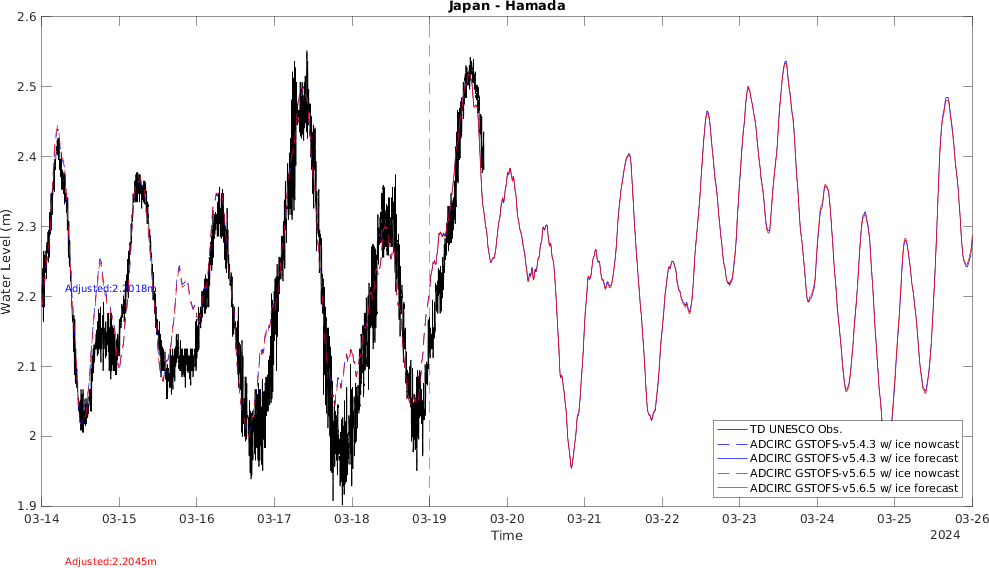 Japan - Hamada
2.6
2.5
2.4
2.3
2.2
2.1
2
1.9
Water Level (m)
Adjusted:2.2018m
TD UNESCO Obs.
ADCIRC GSTOFS-v5.4.3 w/ ice nowcast
ADCIRC GSTOFS-v5.4.3 w/ ice forecast
ADCIRC GSTOFS-v5.6.5 w/ ice nowcast
ADCIRC GSTOFS-v5.6.5 w/ ice forecast
03-14 03-15 03-16 03-17 03-18 03-19 03-20 03-21 03-22 03-23 03-24 03-25 03-26
Time
2024
Adjusted:2.2045m